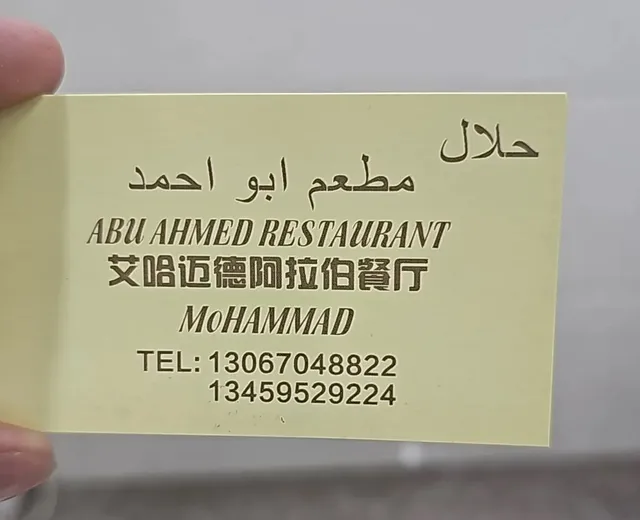 حلال
مطعم ابو احمد
ABU AHMED RESTAURANT
艾哈迈德阿拉伯餐厅
MoHAMMAD
TEL: 13067048822
13459529224